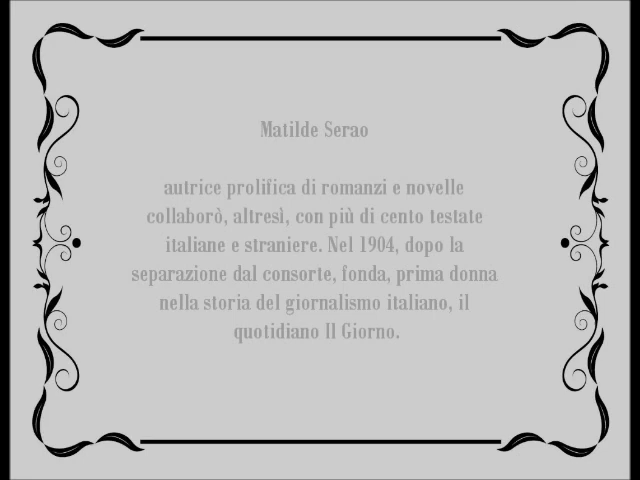 Matilde Serao
autrice prolifica di romanzi e novelle
collaborò, altresì, con più di cento testate
italiane e straniere. Nel 1904, dopo la
separazione dal consorte, fonda, prima donna
nella storia del giornalismo italiano, il
quotidiano Il Giorno.